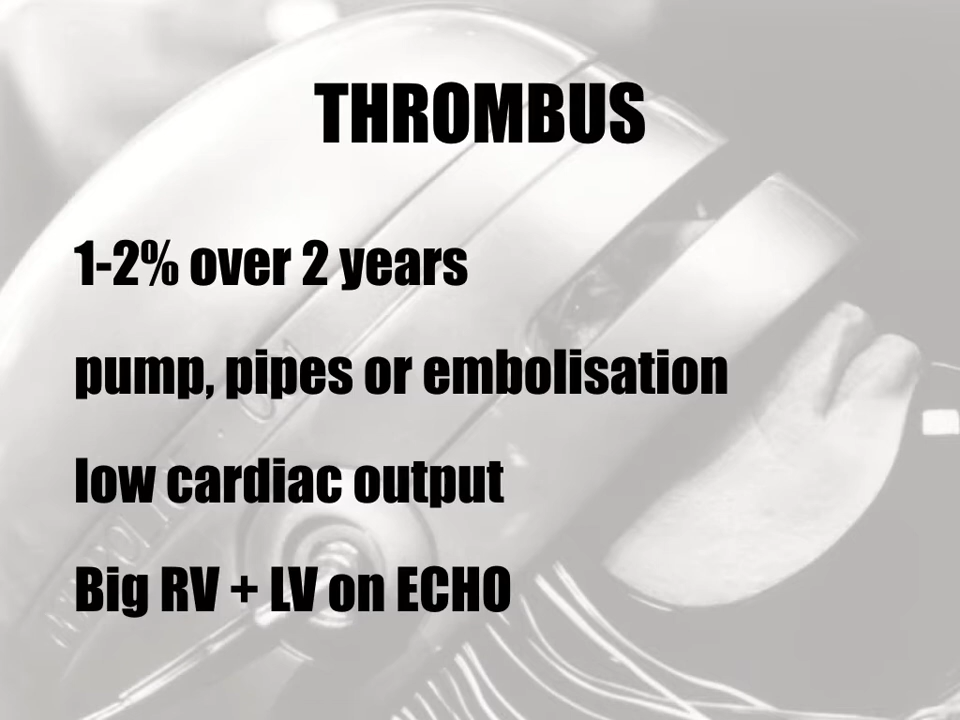 THROMBUS
1-2% over 2 years
pump, pipes or embolisation
low cardiac output
Big RV + LV on ECHO